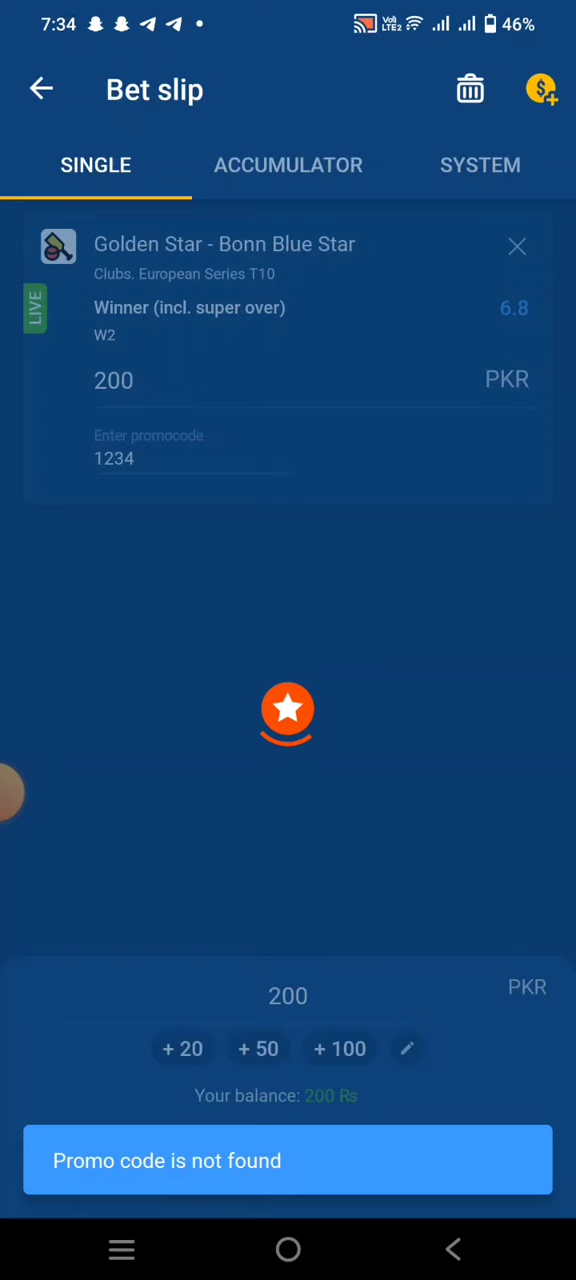 7:34
Vo) LTE2 46%
Bet slip
SINGLE ACCUMULATOR SYSTEM
Golden Star - Bonn Blue Star
Clubs. European Series T10
LIVE
Winner (incl. super over) 6.8
W2
200 PKR
Enter promocode
1234
200 PKR
+ 20 + 50 + 100
Your balance: 200 Rs
Promo code is not found